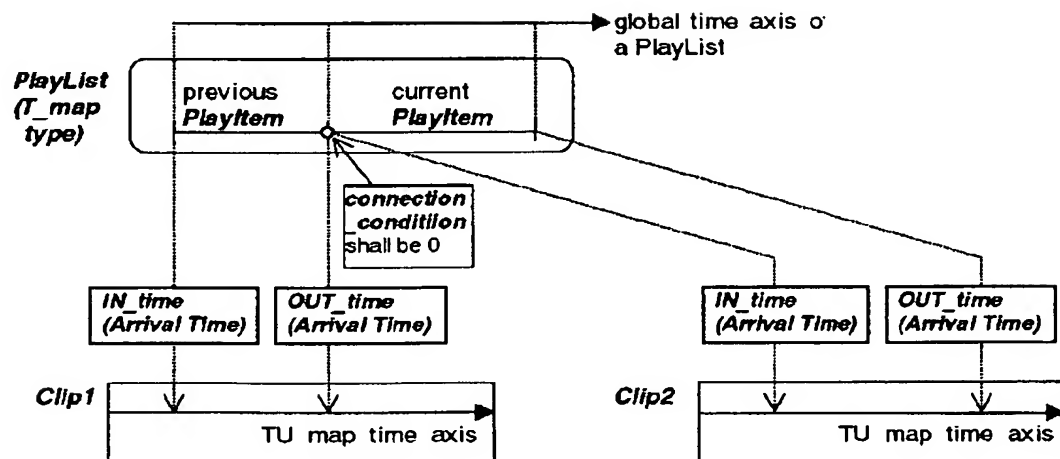 global time axis o
a PlayList
PlayList
(T_map
type)
previous
PlayItem
current
PlayItem
connection
_conditiion
shall be 0
IN_time
(Arrival Time)
OUT_time
(Arrival Time)
IN_time
(Arrival Time)
OUT_time
(Arrival Time)
Clip1
TU map time axis
Clip2
TU map time axis